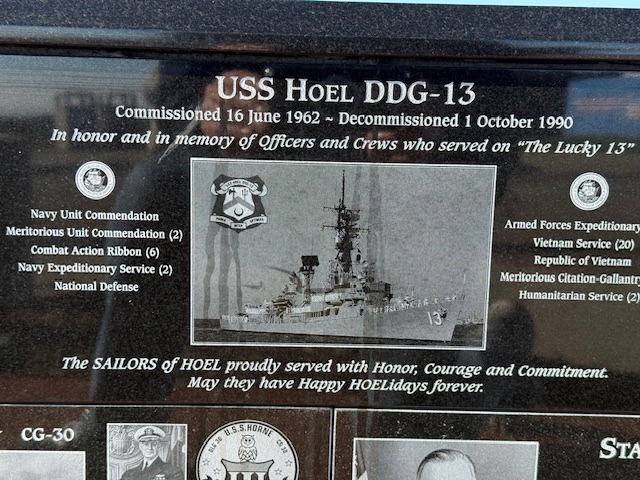 USS HOEL DDG-13
Commissioned 16 June 1962 ~ Decommissioned 1 October 1990
In honor and in memory of Officers and Crews who served on "The Lucky 13"
Navy Unit Commendation
Meritorious Unit Commendation (2)
Combat Action Ribbon (6)
Navy Expeditionary Service (2)
National Defense
Armed Forces Expeditionary
Vietnam Service (20)
Republic of Vietnam
Meritorious Citation-Gallantry
Humanitarian Service (2)
13
The SAILORS of HOEL proudly served with Honor, Courage and Commitment.
May they have Happy HOELidays forever.
CG-30
U.S.S. HORNE
STA